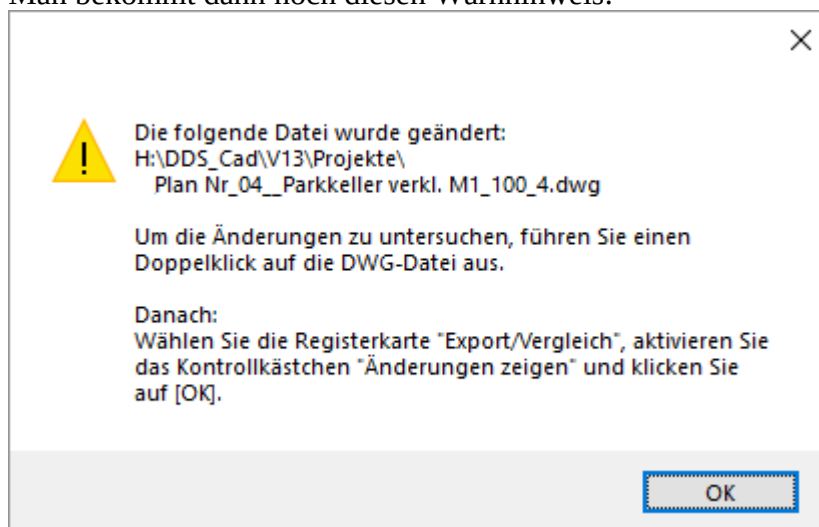 Man bekommt dann noch diesen Warnhinweis:
Die folgende Datei wurde geändert:
H:\DDS_Cad\V13\Projekte\
Plan Nr_04__Parkkeller verkl. M1_100_4.dwg
Um die Änderungen zu untersuchen, führen Sie einen
Doppelklick auf die DWG-Datei aus.
Danach:
Wählen Sie die Registerkarte "Export/Vergleich", aktivieren Sie
das Kontrollkästchen "Änderungen zeigen" und klicken Sie
auf [OK].
OK